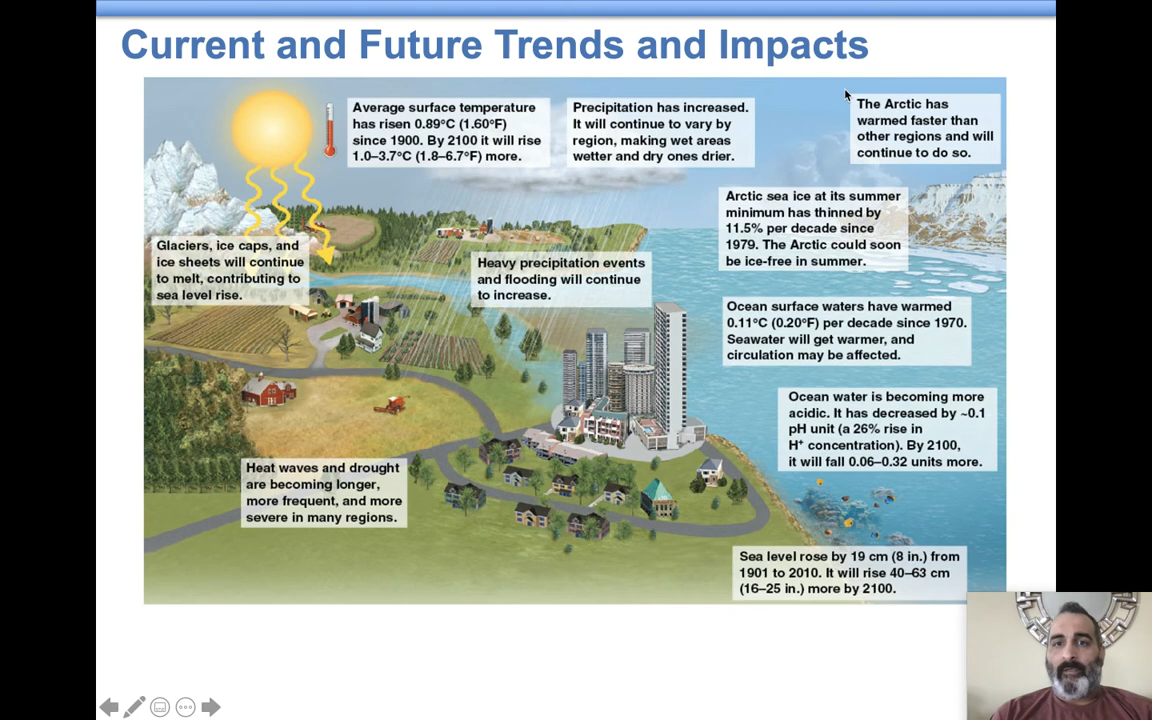 Current and Future Trends and Impacts
Average surface temperature
has risen 0.89°C (1.60°F)
since 1900. By 2100 it will rise
1.0–3.7°C (1.8–6.7°F) more.
Precipitation has increased.
It will continue to vary by
region, making wet areas
wetter and dry ones drier.
The Arctic has
warmed faster than
other regions and will
continue to do so.
Arctic sea ice at its summer
minimum has thinned by
11.5% per decade since
1979. The Arctic could soon
be ice-free in summer.
Glaciers, ice caps, and
ice sheets will continue
to melt, contributing to
sea level rise.
Heavy precipitation events
and flooding will continue
to increase.
Ocean surface waters have warmed
0.11°C (0.20°F) per decade since 1970.
Seawater will get warmer, and
circulation may be affected.
Ocean water is becoming more
acidic. It has decreased by ~0.1
pH unit (a 26% rise in
H⁺ concentration). By 2100,
it will fall 0.06–0.32 units more.
Heat waves and drought
are becoming longer,
more frequent, and more
severe in many regions.
Sea level rose by 19 cm (8 in.) from
1901 to 2010. It will rise 40–63 cm
(16–25 in.) more by 2100.